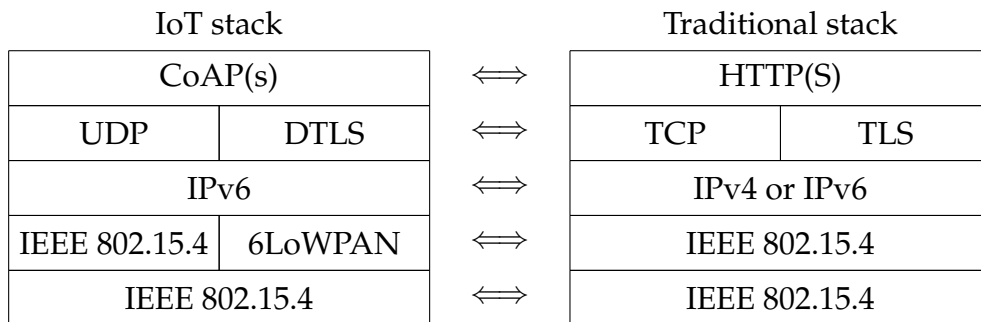 IoT stack Traditional stack
CoAP(s) ⟺ HTTP(S)
UDP DTLS ⟺ TCP TLS
IPv6 ⟺ IPv4 or IPv6
IEEE 802.15.4 6LoWPAN ⟺ IEEE 802.15.4
IEEE 802.15.4 ⟺ IEEE 802.15.4